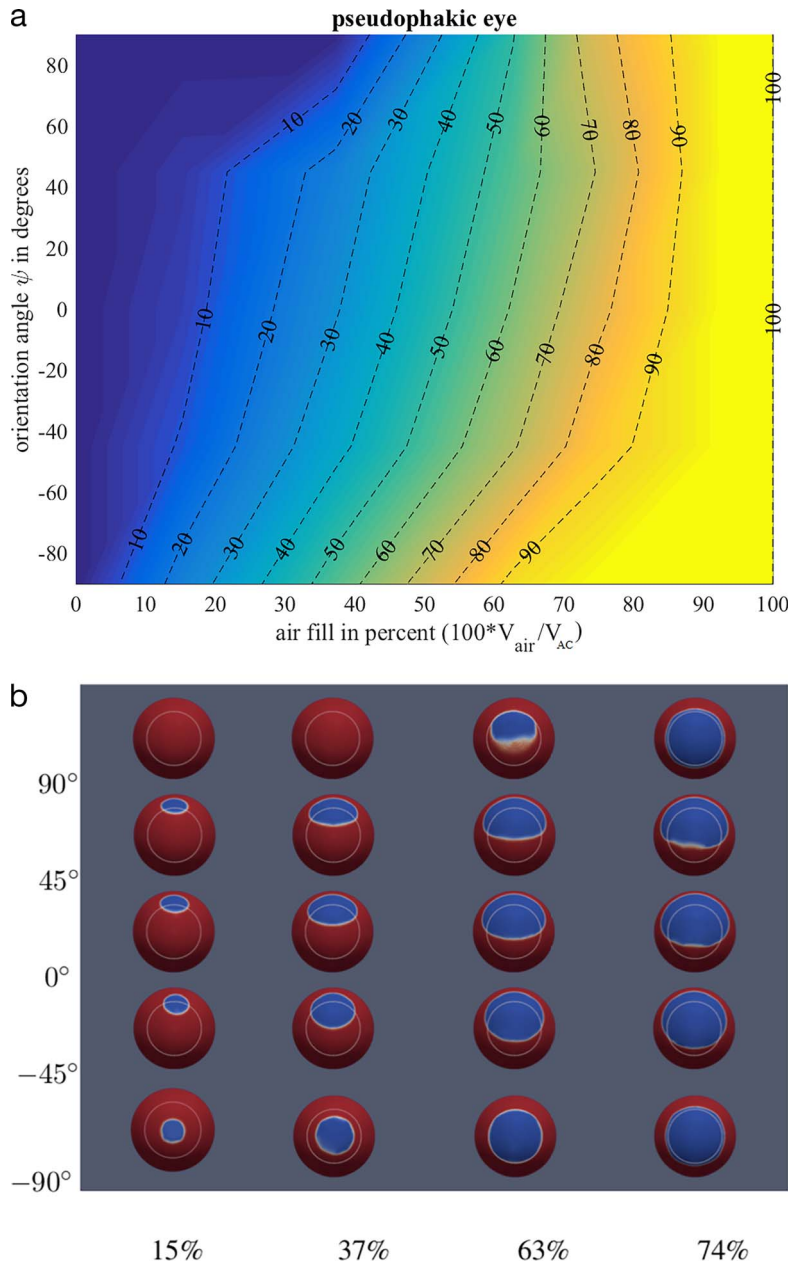 a
pseudophakic eye
80
60
40
20
0
-20
-40
-60
-80
orientation angle ψ in degrees
10 20 30 40 50 60 70 80 90 100
10 20 30 40 50 60 70 80 90 100
10 20 30 40 50 60 70 80 90
0 10 20 30 40 50 60 70 80 90 100
air fill in percent (100*V_air/V_AC)
b
90°
45°
0°
−45°
−90°
15% 37% 63% 74%